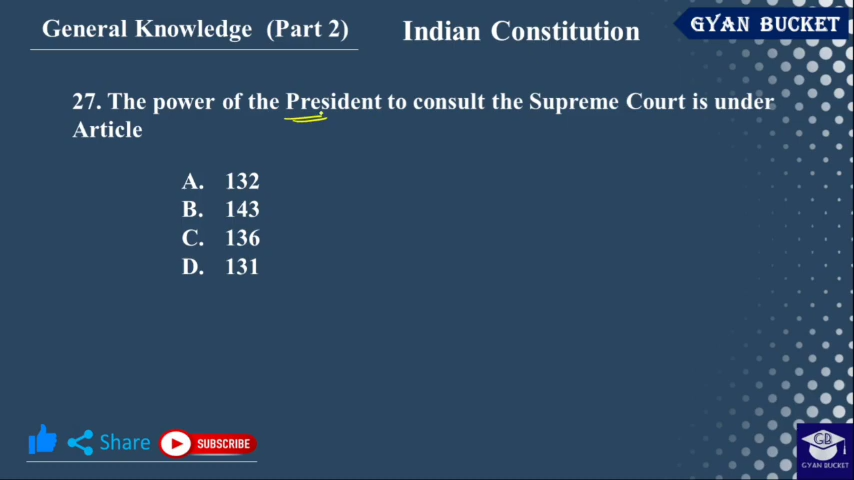 General Knowledge (Part 2)
Indian Constitution
GYAN BUCKET
27. The power of the President to consult the Supreme Court is under
Article
A. 132
B. 143
C. 136
D. 131
Share
SUBSCRIBE
GB
GYAN BUCKET